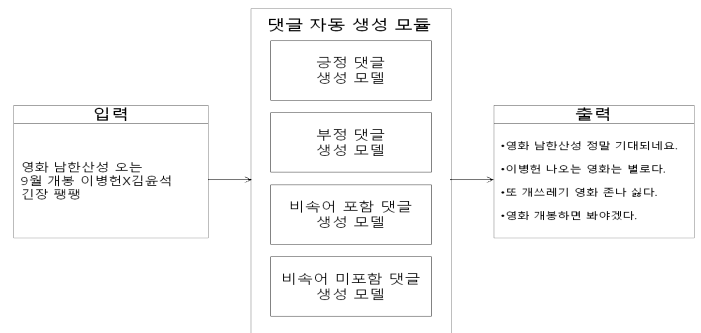 댓글 자동 생성 모듈
긍정 댓글
생성 모델
부정 댓글
생성 모델
비속어 포함 댓글
생성 모델
비속어 미포함 댓글
생성 모델
입력
영화 남한산성 오는
9월 개봉 이병헌X김윤석
긴장 팽팽
출력
•영화 남한산성 정말 기대되네요.
•이병헌 나오는 영화는 별로다.
•또 개쓰레기 영화 존나 싫다.
•영화 개봉하면 봐야겠다.